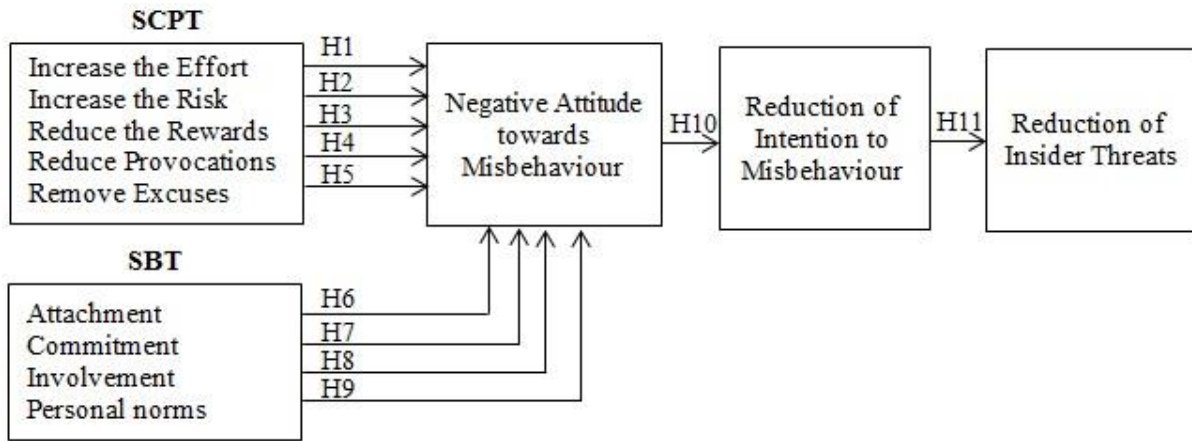 SCPT
Increase the Effort
Increase the Risk
Reduce the Rewards
Reduce Provocations
Remove Excuses
H1
H2
H3
H4
H5
Negative Attitude
towards
Misbehaviour
H10
Reduction of
Intention to
Misbehaviour
H11
Reduction of
Insider Threats
SBT
Attachment
Commitment
Involvement
Personal norms
H6
H7
H8
H9